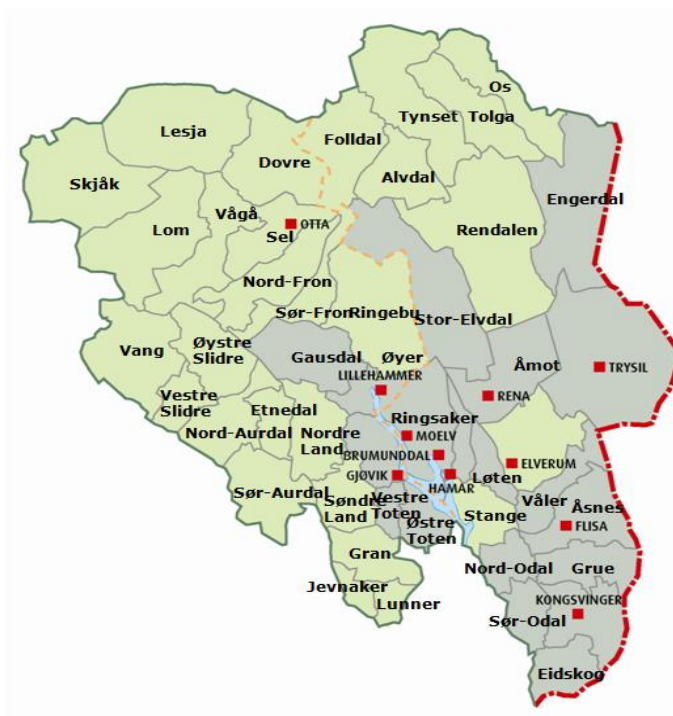 Os
Tynset
Tolga
Lesja
Folldal
Dovre
Alvdal
Skjåk
Engerdal
Vågå
OTTA
Lom
Sel
Rendalen
Nord-Fron
Sør-Fron
Ringebu
Stor-Elvdal
Øystre
Slidre
Vang
Gausdal
Øyer
Åmot
LILLEHAMMER
TRYSIL
Vestre
Slidre
RENA
Etnedal
Ringsaker
Nord-Aurdal
Nordre
Land
MOELV
BRUMUNDDAL
ELVERUM
GJØVIK
Løten
HAMAR
Sør-Aurdal
Søndre
Land
Vestre
Toten
Våler
Åsnes
Østre
Toten
Stange
FLISA
Gran
Nord-Odal
Grue
Jevnaker
Lunner
KONGSVINGER
Sør-Odal
Eidskog